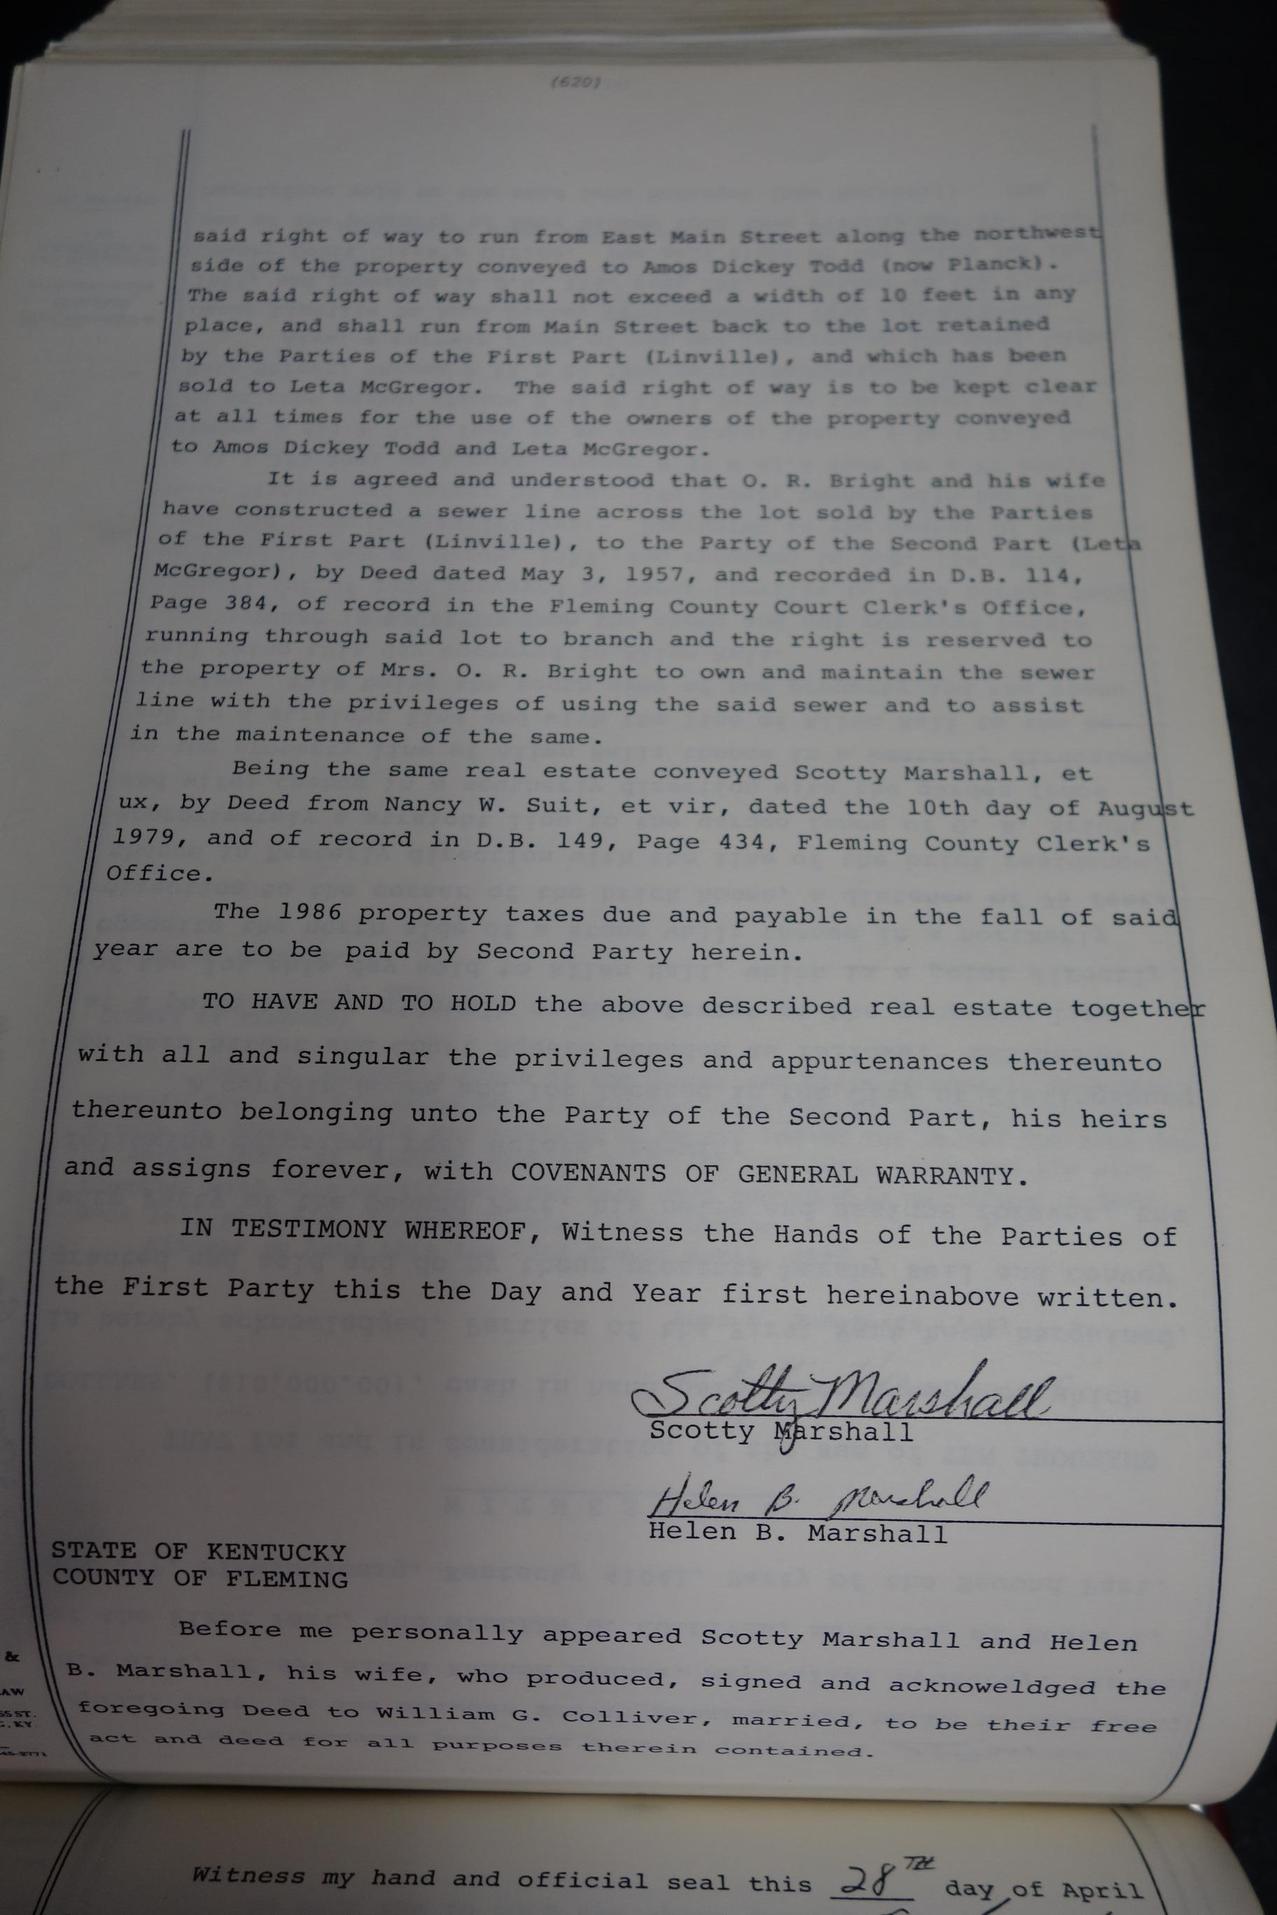 (620)
said right of way to run from East Main Street along the northwest
side of the property conveyed to Amos Dickey Todd (now Planck).
The said right of way shall not exceed a width of 10 feet in any
place, and shall run from Main Street back to the lot retained
by the Parties of the First Part (Linville), and which has been
sold to Leta McGregor. The said right of way is to be kept clear
at all times for the use of the owners of the property conveyed
to Amos Dickey Todd and Leta McGregor.
It is agreed and understood that O. R. Bright and his wife
have constructed a sewer line across the lot sold by the Parties
of the First Part (Linville), to the Party of the Second Part (Leta
McGregor), by Deed dated May 3, 1957, and recorded in D.B. 114,
Page 384, of record in the Fleming County Court Clerk's Office,
running through said lot to branch and the right is reserved to
the property of Mrs. O. R. Bright to own and maintain the sewer
line with the privileges of using the said sewer and to assist
in the maintenance of the same.
Being the same real estate conveyed Scotty Marshall, et
ux, by Deed from Nancy W. Suit, et vir, dated the 10th day of August
1979, and of record in D.B. 149, Page 434, Fleming County Clerk's
Office.
The 1986 property taxes due and payable in the fall of said
year are to be paid by Second Party herein.
TO HAVE AND TO HOLD the above described real estate together
with all and singular the privileges and appurtenances thereunto
thereunto belonging unto the Party of the Second Part, his heirs
and assigns forever, with COVENANTS OF GENERAL WARRANTY.
IN TESTIMONY WHEREOF, Witness the Hands of the Parties of
the First Party this the Day and Year first hereinabove written.
Scotty Marshall
Scotty Marshall
Helen B. Marshall
Helen B. Marshall
STATE OF KENTUCKY
COUNTY OF FLEMING
Before me personally appeared Scotty Marshall and Helen
B. Marshall, his wife, who produced, signed and acknoweldged the
foregoing Deed to William G. Colliver, married, to be their free
act and deed for all purposes therein contained.
&
AW
SS ST.
G, KY.
45-8771
Witness my hand and official seal this 28TH day of April